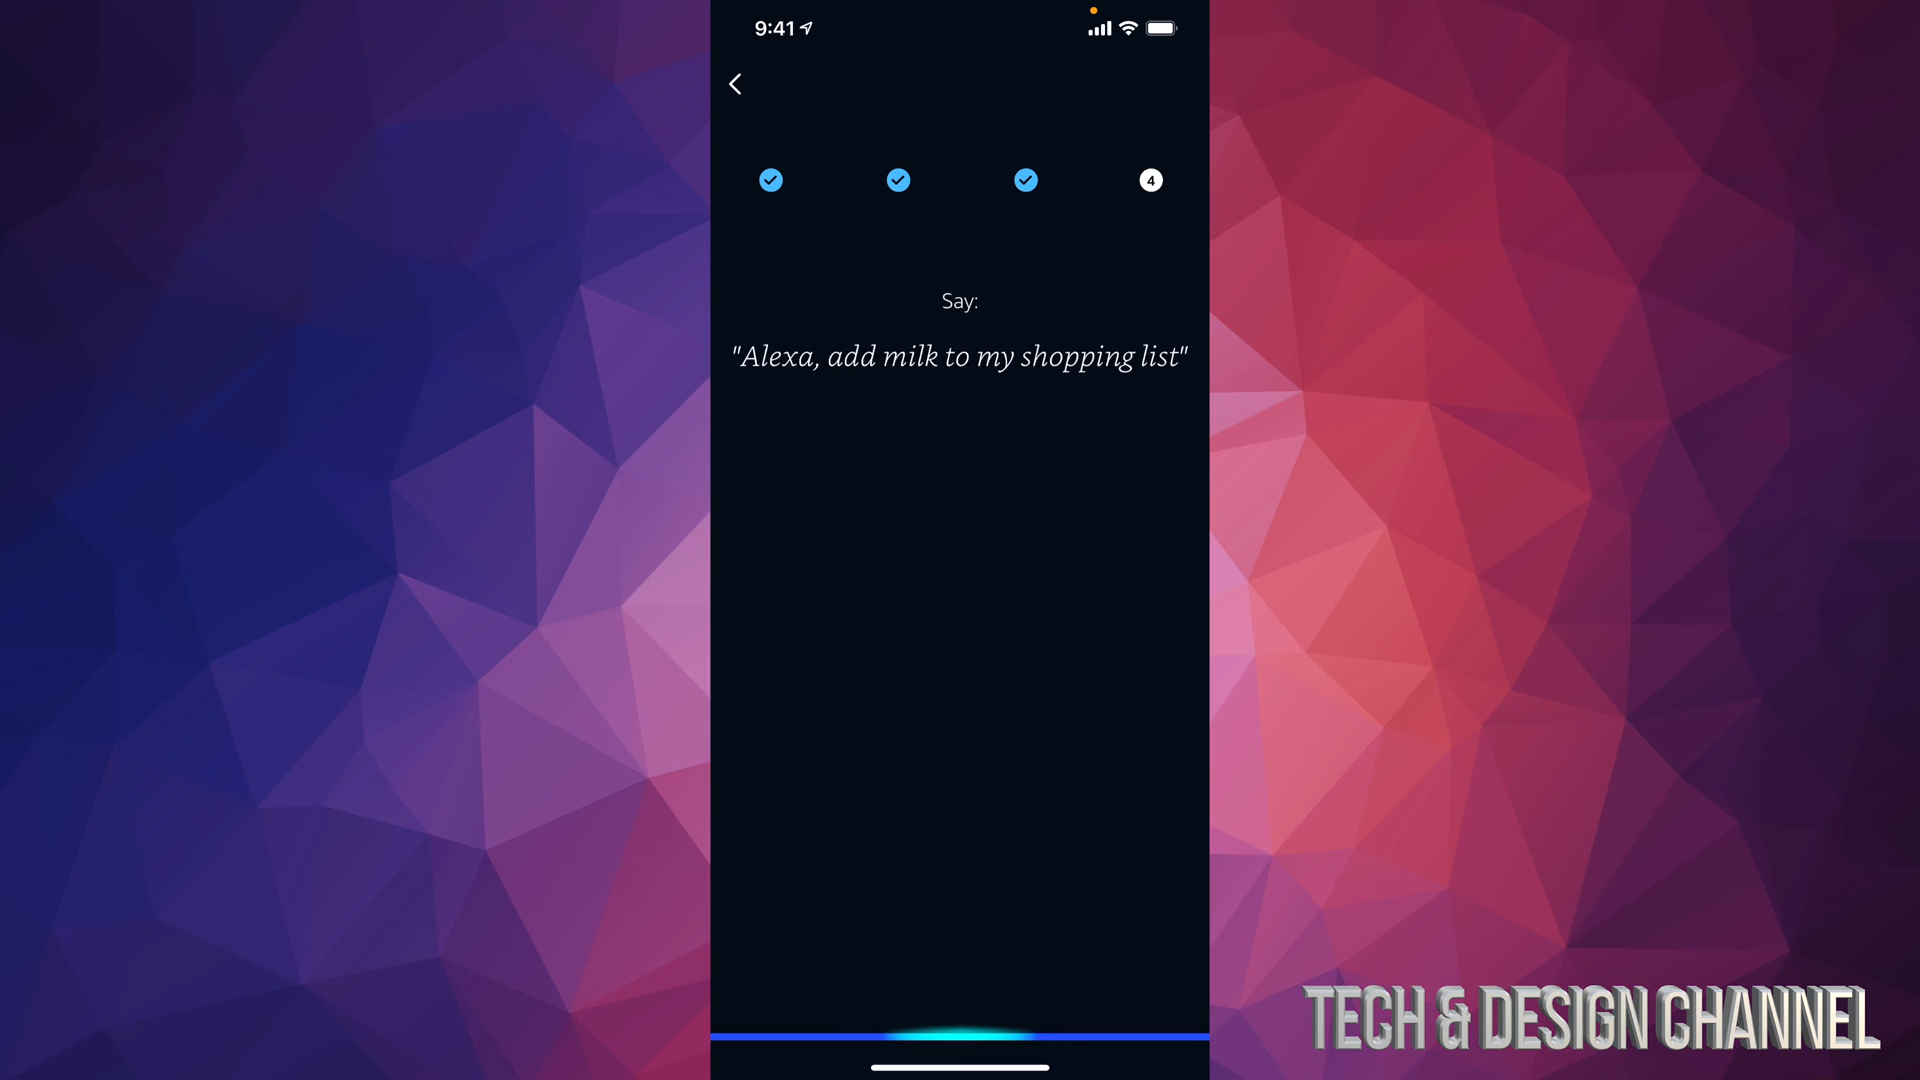 9:41
4
Say:
"Alexa, add milk to my shopping list"
TECH & DESIGN CHANNEL